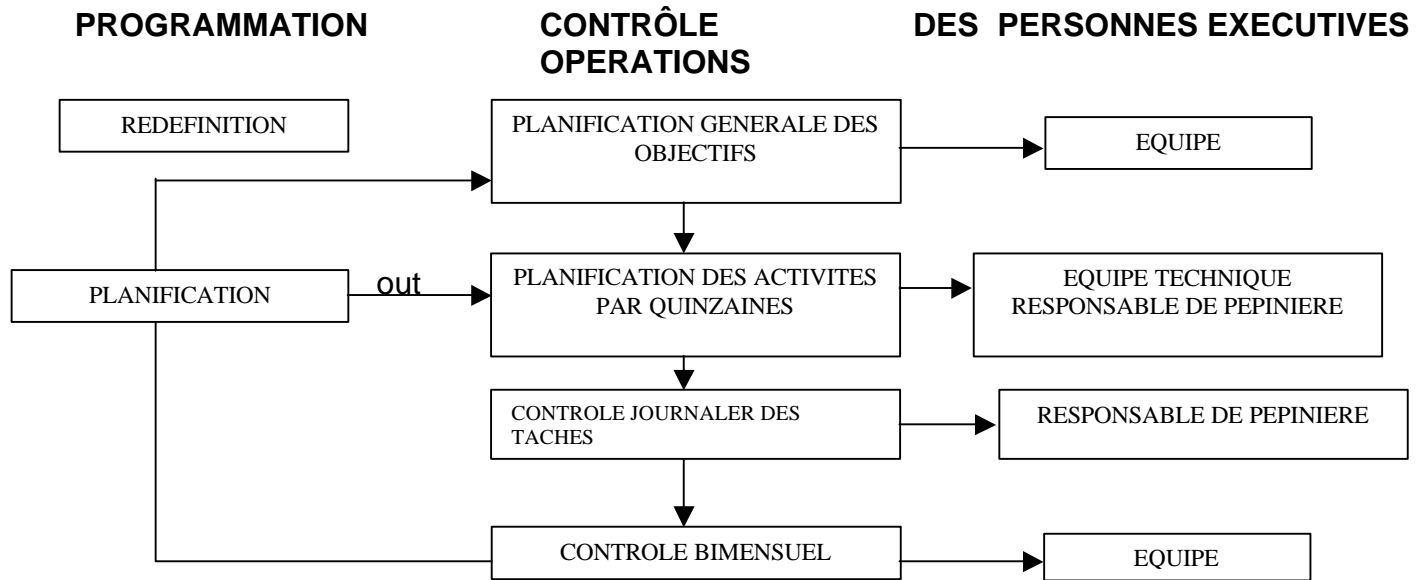 PROGRAMMATION
CONTRÔLE
OPERATIONS
DES PERSONNES EXECUTIVES
REDEFINITION
PLANIFICATION GENERALE DES
OBJECTIFS
EQUIPE
PLANIFICATION
out
PLANIFICATION DES ACTIVITES
PAR QUINZAINES
EQUIPE TECHNIQUE
RESPONSABLE DE PEPINIERE
CONTROLE JOURNALER DES
TACHES
RESPONSABLE DE PEPINIERE
CONTROLE BIMENSUEL
EQUIPE